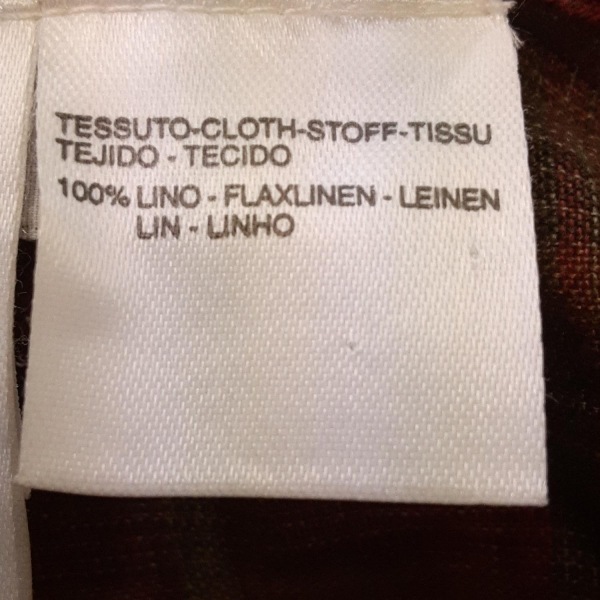 TESSUTO-CLOTH-STOFF-TISSU
TEJIDO - TECIDO
100% LINO - FLAXLINEN - LEINEN
LIN - LINHO